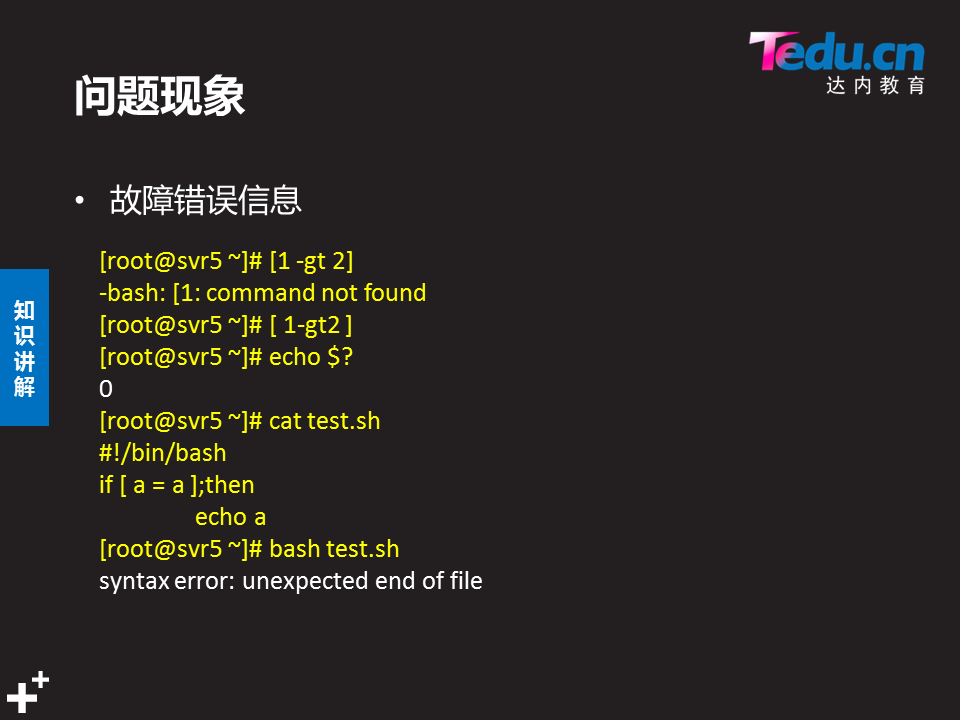 Tedu.cn
达内教育
问题现象
• 故障错误信息
[root@svr5 ~]# [1 -gt 2]
-bash: [1: command not found
[root@svr5 ~]# [ 1-gt2 ]
[root@svr5 ~]# echo $?
0
[root@svr5 ~]# cat test.sh
#!/bin/bash
if [ a = a ];then
echo a
[root@svr5 ~]# bash test.sh
syntax error: unexpected end of file
知
识
讲
解